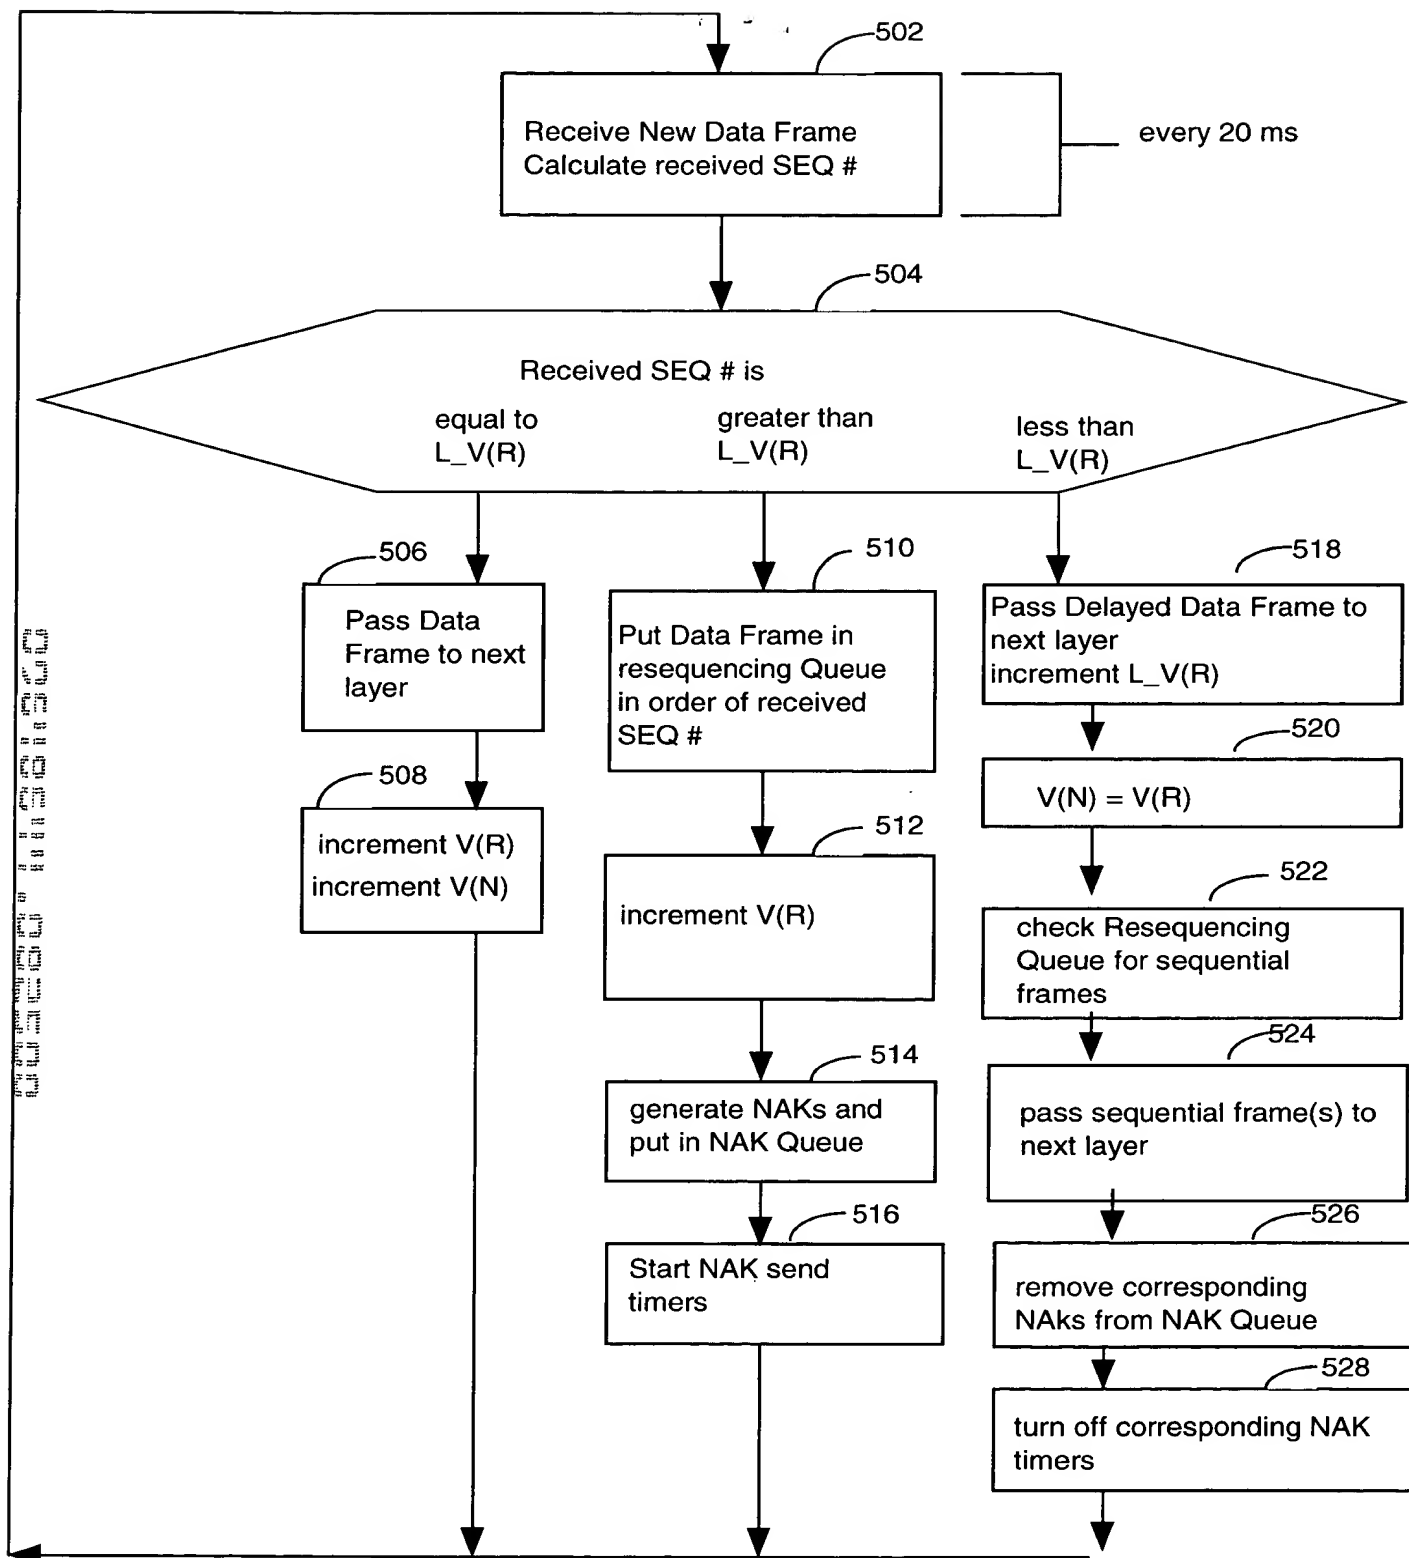 502
Receive New Data Frame
Calculate received SEQ #
every 20 ms
504
Received SEQ # is
equal to
L_V(R)
greater than
L_V(R)
less than
L_V(R)
506
Pass Data
Frame to next
layer
508
increment V(R)
increment V(N)
510
Put Data Frame in
resequencing Queue
in order of received
SEQ #
512
increment V(R)
514
generate NAKs and
put in NAK Queue
516
Start NAK send
timers
518
Pass Delayed Data Frame to
next layer
increment L_V(R)
520
V(N) = V(R)
522
check Resequencing
Queue for sequential
frames
524
pass sequential frame(s) to
next layer
526
remove corresponding
NAks from NAK Queue
528
turn off corresponding NAK
timers